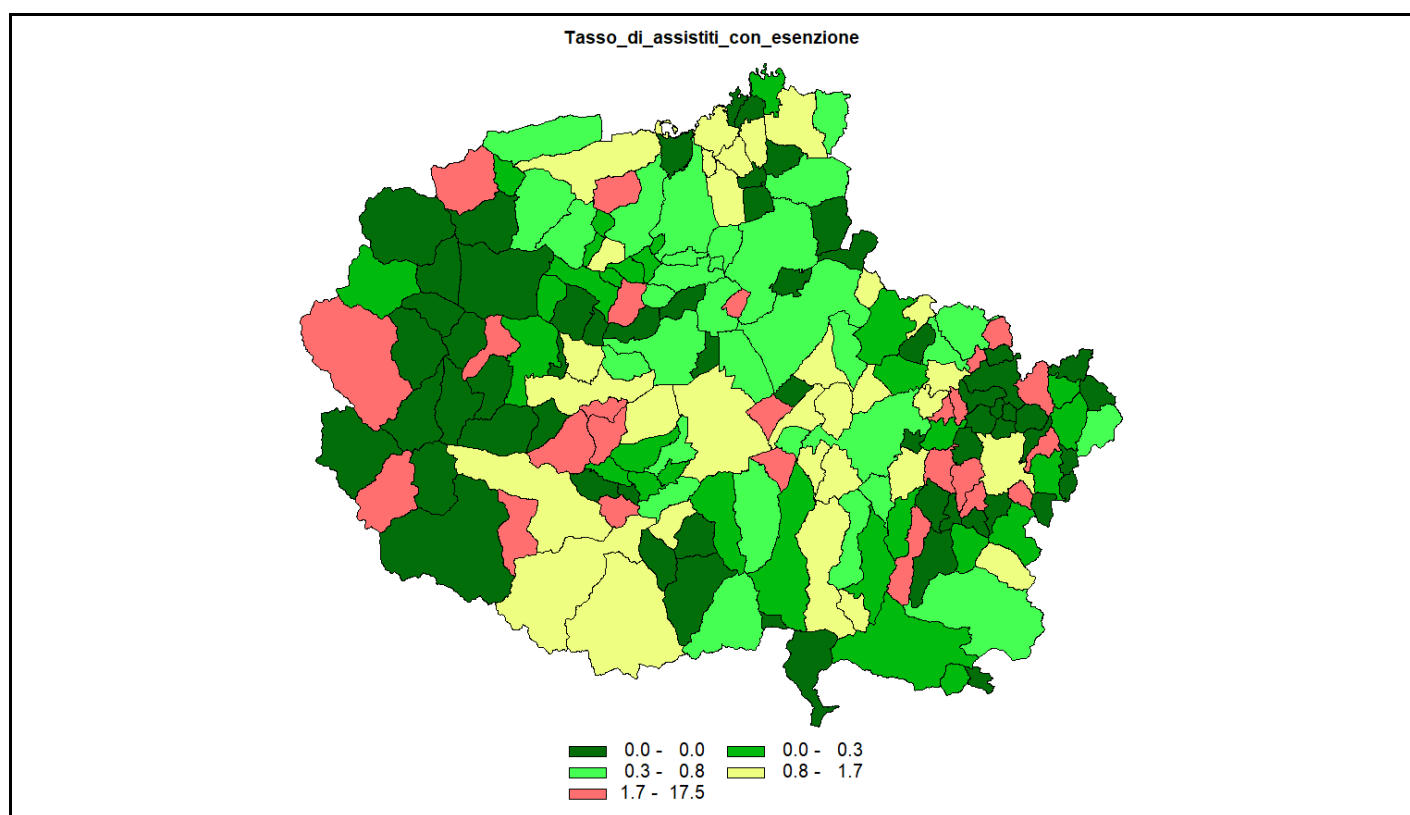 Tasso_di_assistiti_con_esenzione
0.0 - 0.0 0.0 - 0.3
0.3 - 0.8 0.8 - 1.7
1.7 - 17.5